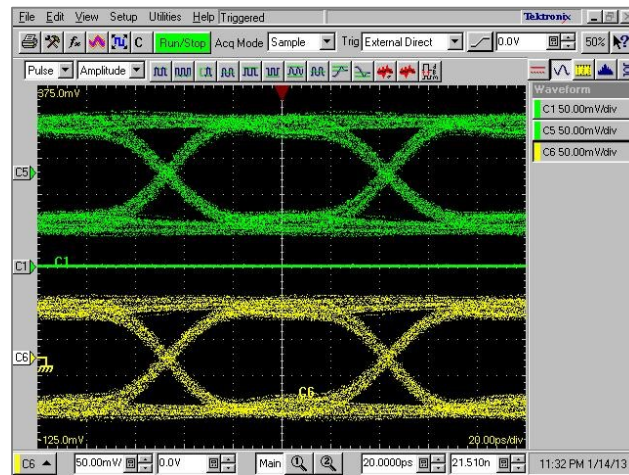 File Edit View Setup Utilities Help Triggered Tektronix
C Run/Stop Acq Mode Sample Trig External Direct 0.0V 50% ?
Pulse Amplitude
375.0mV
Waveform
C1 50.00mV/div
C5 50.00mV/div
C6 50.00mV/div
C5
C1 C1
C6
C6
-125.0mV 20.00ps/div
C6 50.00mV/ 0.0V Main 1 2 20.0000ps 21.510n 11:32 PM 1/14/13